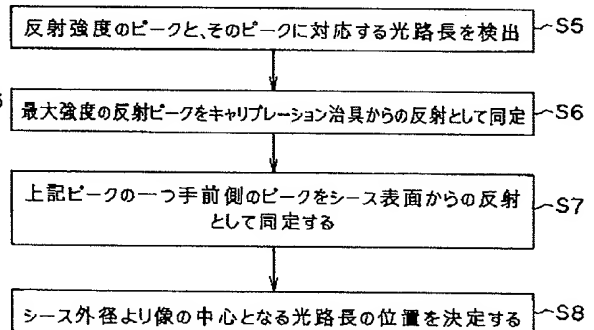 反射強度のピークと、そのピークに対応する光路長を検出
S5
最大強度の反射ピークをキャリブレーション治具からの反射として同定
S6
上記ピークの一つ手前側のピークをシース表面からの反射
として同定する
S7
シース外径より像の中心となる光路長の位置を決定する
S8